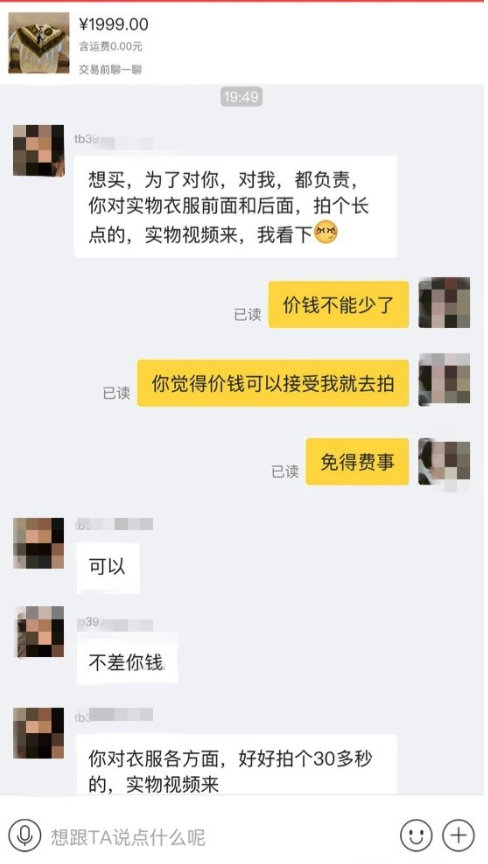 ¥1999.00
含运费0.00元
交易前聊一聊
19:49
tb39
想买，为了对你，对我，都负责，
你对实物衣服前面和后面，拍个长
点的，实物视频来，我看下
价钱不能少了
已读
你觉得价钱可以接受我就去拍
已读
免得费事
已读
可以
不差你钱
tb3
你对衣服各方面，好好拍个30多秒
的，实物视频来
想跟TA说点什么呢